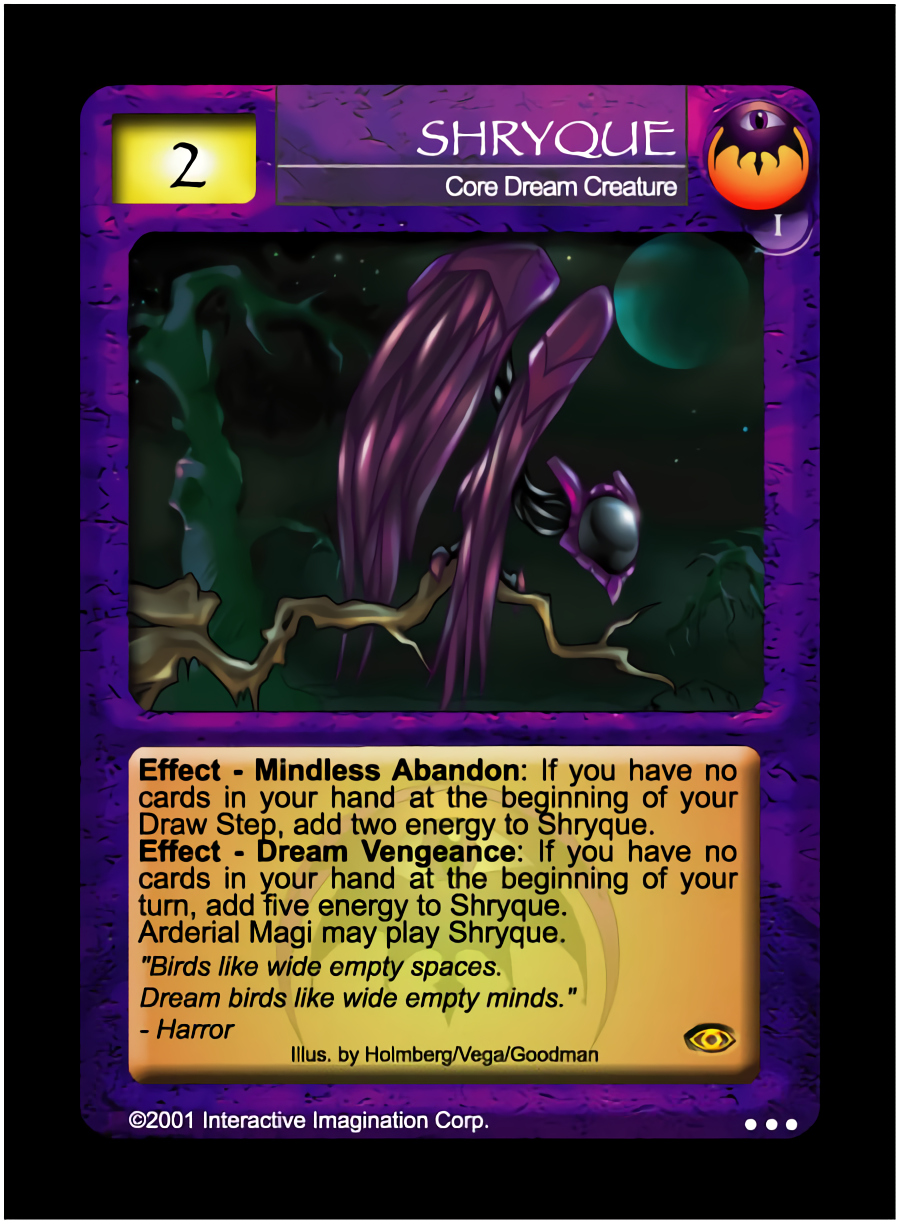 2
SHRYQUE
Core Dream Creature
I
Effect - Mindless Abandon: If you have no
cards in your hand at the beginning of your
Draw Step, add two energy to Shryque.
Effect - Dream Vengeance: If you have no
cards in your hand at the beginning of your
turn, add five energy to Shryque.
Arderial Magi may play Shryque.
"Birds like wide empty spaces.
Dream birds like wide empty minds."
- Harror
Illus. by Holmberg/Vega/Goodman
©2001 Interactive Imagination Corp.